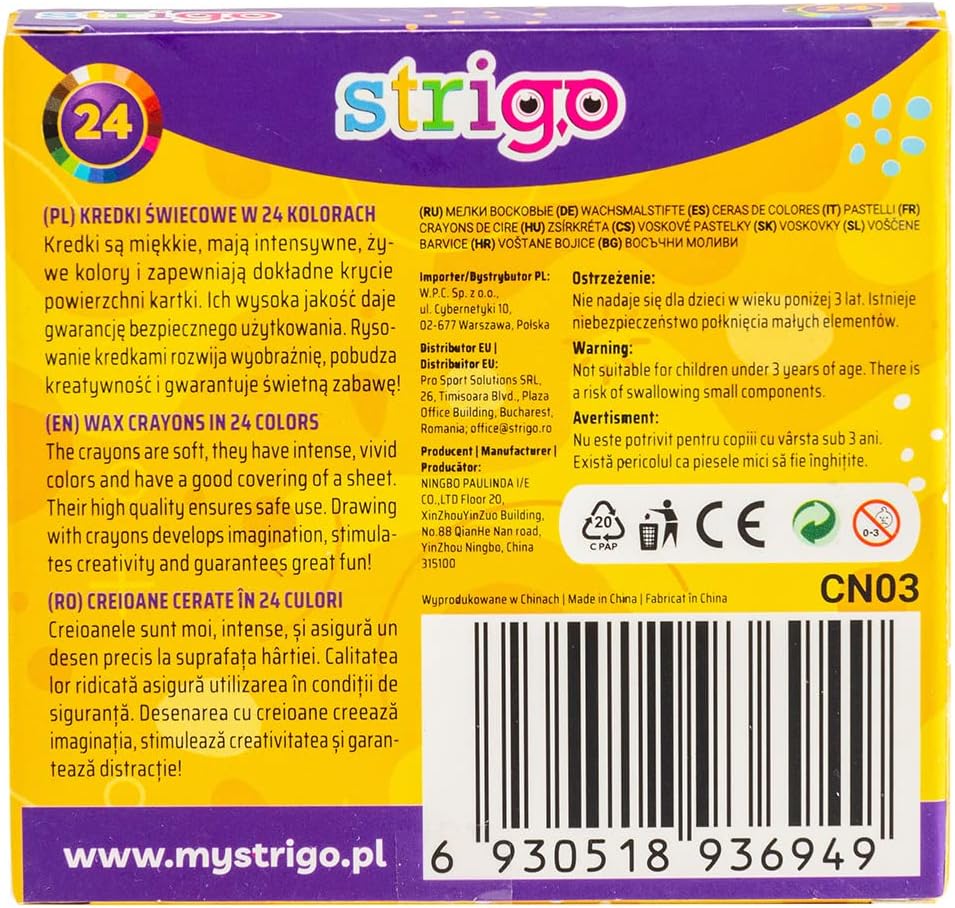 strigo
24
strigo
24
(PL) KREDKI ŚWIECOWE W 24 KOLORACH
Kredki są miękkie, mają intensywne, ży-
we kolory i zapewniają dokładne krycie
powierzchni kartki. Ich wysoka jakość daje
gwarancję bezpiecznego użytkowania. Ryso-
wanie kredkami rozwija wyobraźnię, pobudza
kreatywność i gwarantuje świetną zabawę!
(EN) WAX CRAYONS IN 24 COLORS
The crayons are soft, they have intense, vivid
colors and have a good covering of a sheet.
Their high quality ensures safe use. Drawing
with crayons develops imagination, stimula-
tes creativity and guarantees great fun!
(RO) CREIOANE CERATE ÎN 24 CULORI
Creioanele sunt moi, intense, și asigură un
desen precis la suprafața hârtiei. Calitatea
lor ridicată asigură utilizarea în condiții de
siguranță. Desenarea cu creioane creează
imaginația, stimulează creativitatea și garan-
tează distracție!
(RU) МЕЛКИ ВОСКОВЫЕ (DE) WACHSMALSTIFTE (ES) CERAS DE COLORES (IT) PASTELLI (FR)
CRAYONS DE CIRE (HU) ZSÍRKRÉTA (CS) VOSKOVÉ PASTELKY (SK) VOSKOVKY (SL) VOŠČENE
BARVICE (HR) VOŠTANE BOJICE (BG) ВОСЪЧНИ МОЛИВИ
Importer/Dystrybutor PL:
W.P.C. Sp. z o.o.,
ul. Cybernetyki 10,
02-677 Warszawa, Polska
Distributor EU |
Distribuitor EU:
Pro Sport Solutions SRL,
26, Timisoara Blvd., Plaza
Office Building, Bucharest,
Romania; office@strigo.ro
Producent | Manufacturer |
Producător:
NINGBO PAULINDA I/E
CO.,LTD Floor 20,
XinZhouYinZuo Building,
No.88 QianHe Nan road,
YinZhou Ningbo, China
315100
Ostrzeżenie:
Nie nadaje się dla dzieci w wieku poniżej 3 lat. Istnieje
niebezpieczeństwo połknięcia małych elementów.
Warning:
Not suitable for children under 3 years of age. There is
a risk of swallowing small components.
Avertisment:
Nu este potrivit pentru copiii cu vârsta sub 3 ani.
Există pericolul ca piesele mici să fie înghițite.
20
C PAP
CE
0-3
Wyprodukowane w Chinach | Made in China | Fabricat în China
CN03
6 930518 936949
www.mystrigo.pl